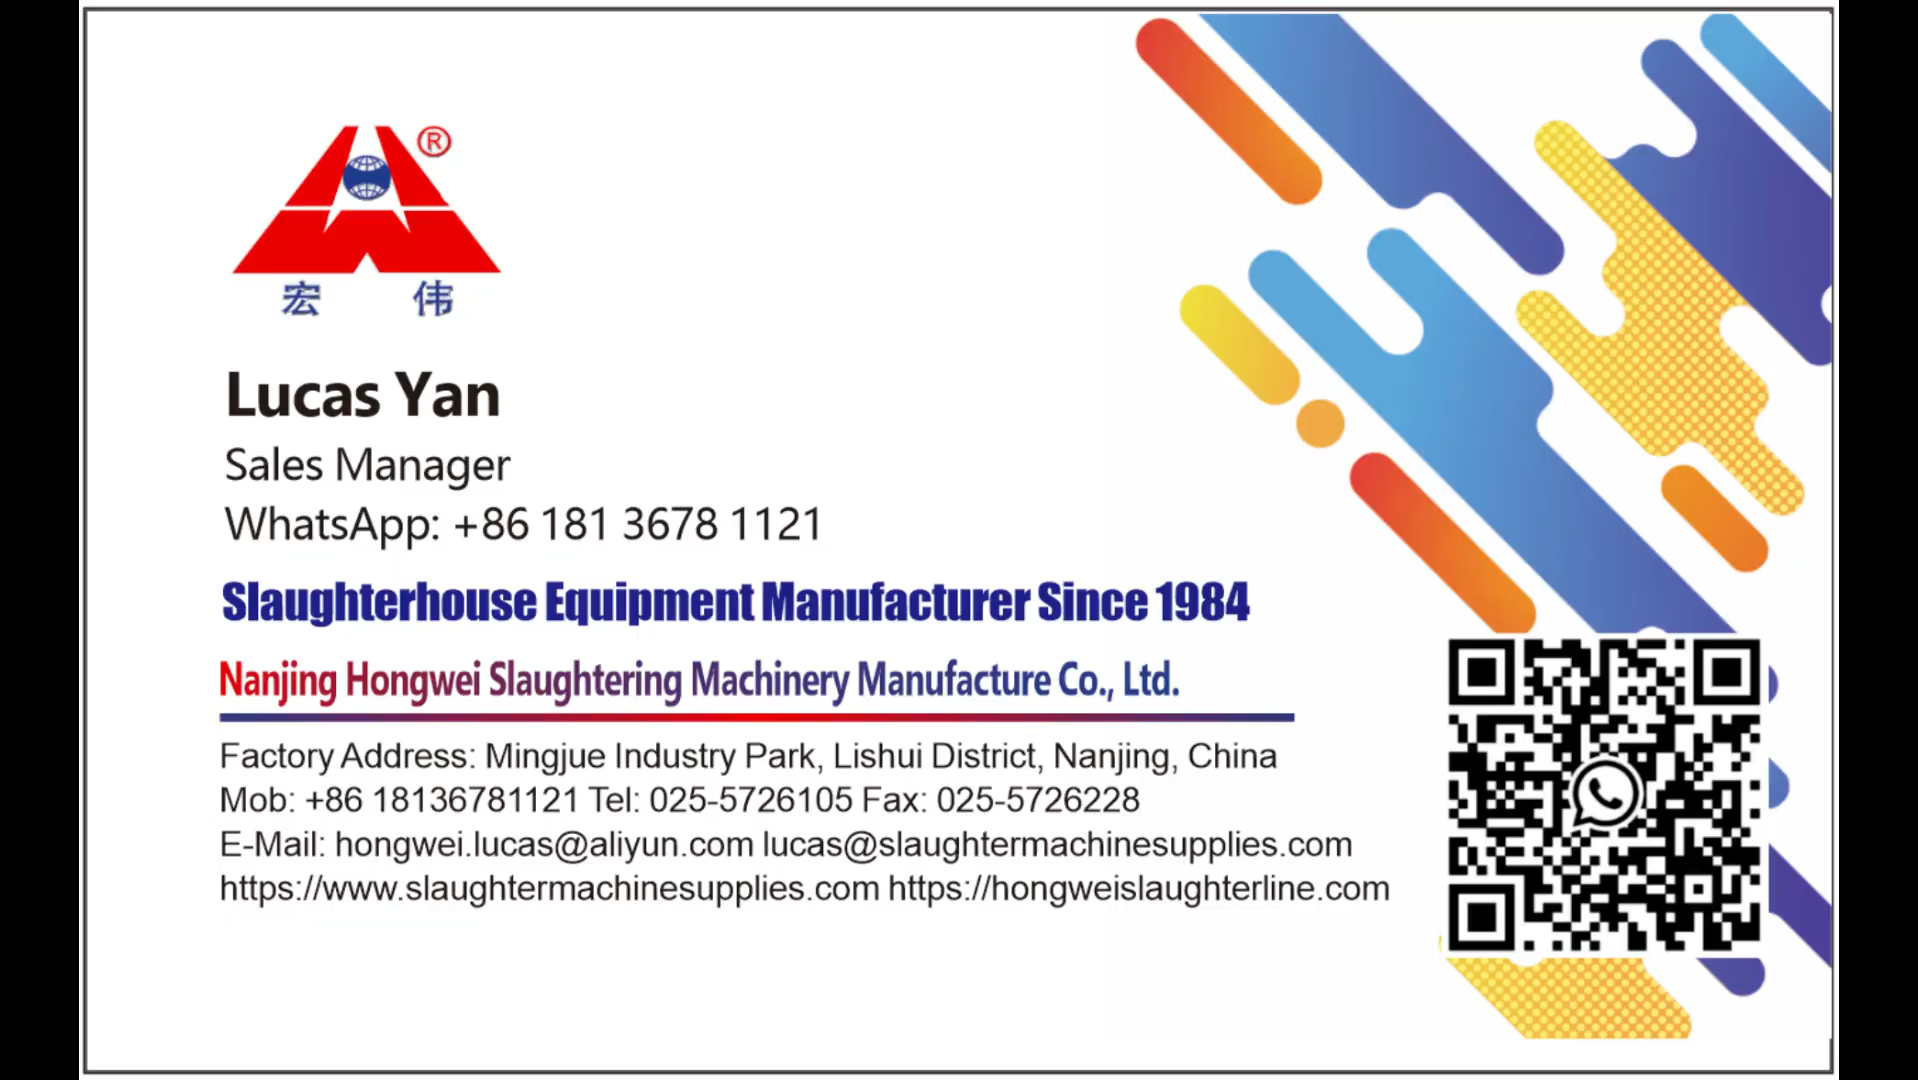 ®
宏 伟
Lucas Yan
Sales Manager
WhatsApp: +86 181 3678 1121
Slaughterhouse Equipment Manufacturer Since 1984
Nanjing Hongwei Slaughtering Machinery Manufacture Co., Ltd.
Factory Address: Mingjue Industry Park, Lishui District, Nanjing, China
Mob: +86 18136781121 Tel: 025-5726105 Fax: 025-5726228
E-Mail: hongwei.lucas@aliyun.com lucas@slaughtermachinesupplies.com
https://www.slaughtermachinesupplies.com https://hongweislaughterline.com